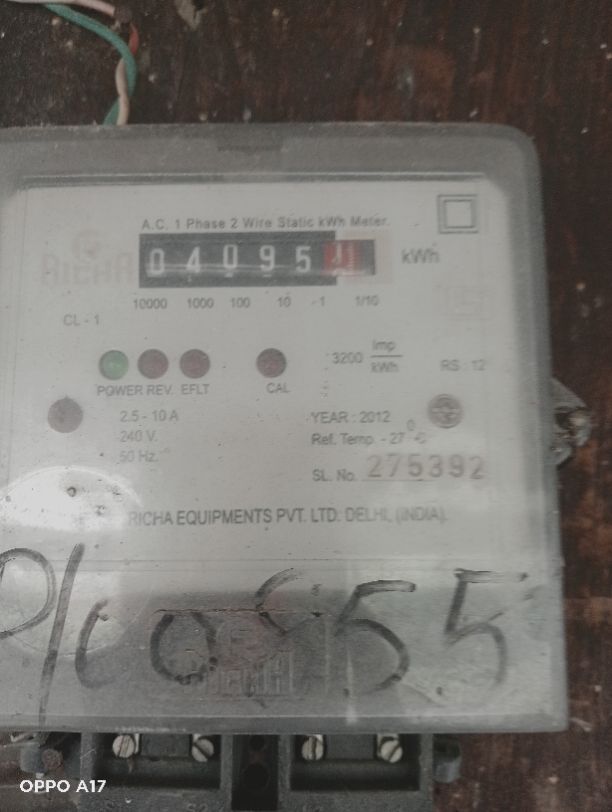 A.C. 1 Phase 2 Wire Static kWh Meter.
RICHA
04095 kWh
10000 1000 100 10 1 1/10
CL - 1
3200 Imp/kWh
RS : 12
POWER REV. EFLT CAL
2.5 - 10 A
YEAR : 2012
240 V.
Ref. Temp. - 27 °C
50 Hz.
SL. No. 275392
RICHA EQUIPMENTS PVT. LTD. DELHI, (INDIA).
RICHA
OPPO A17